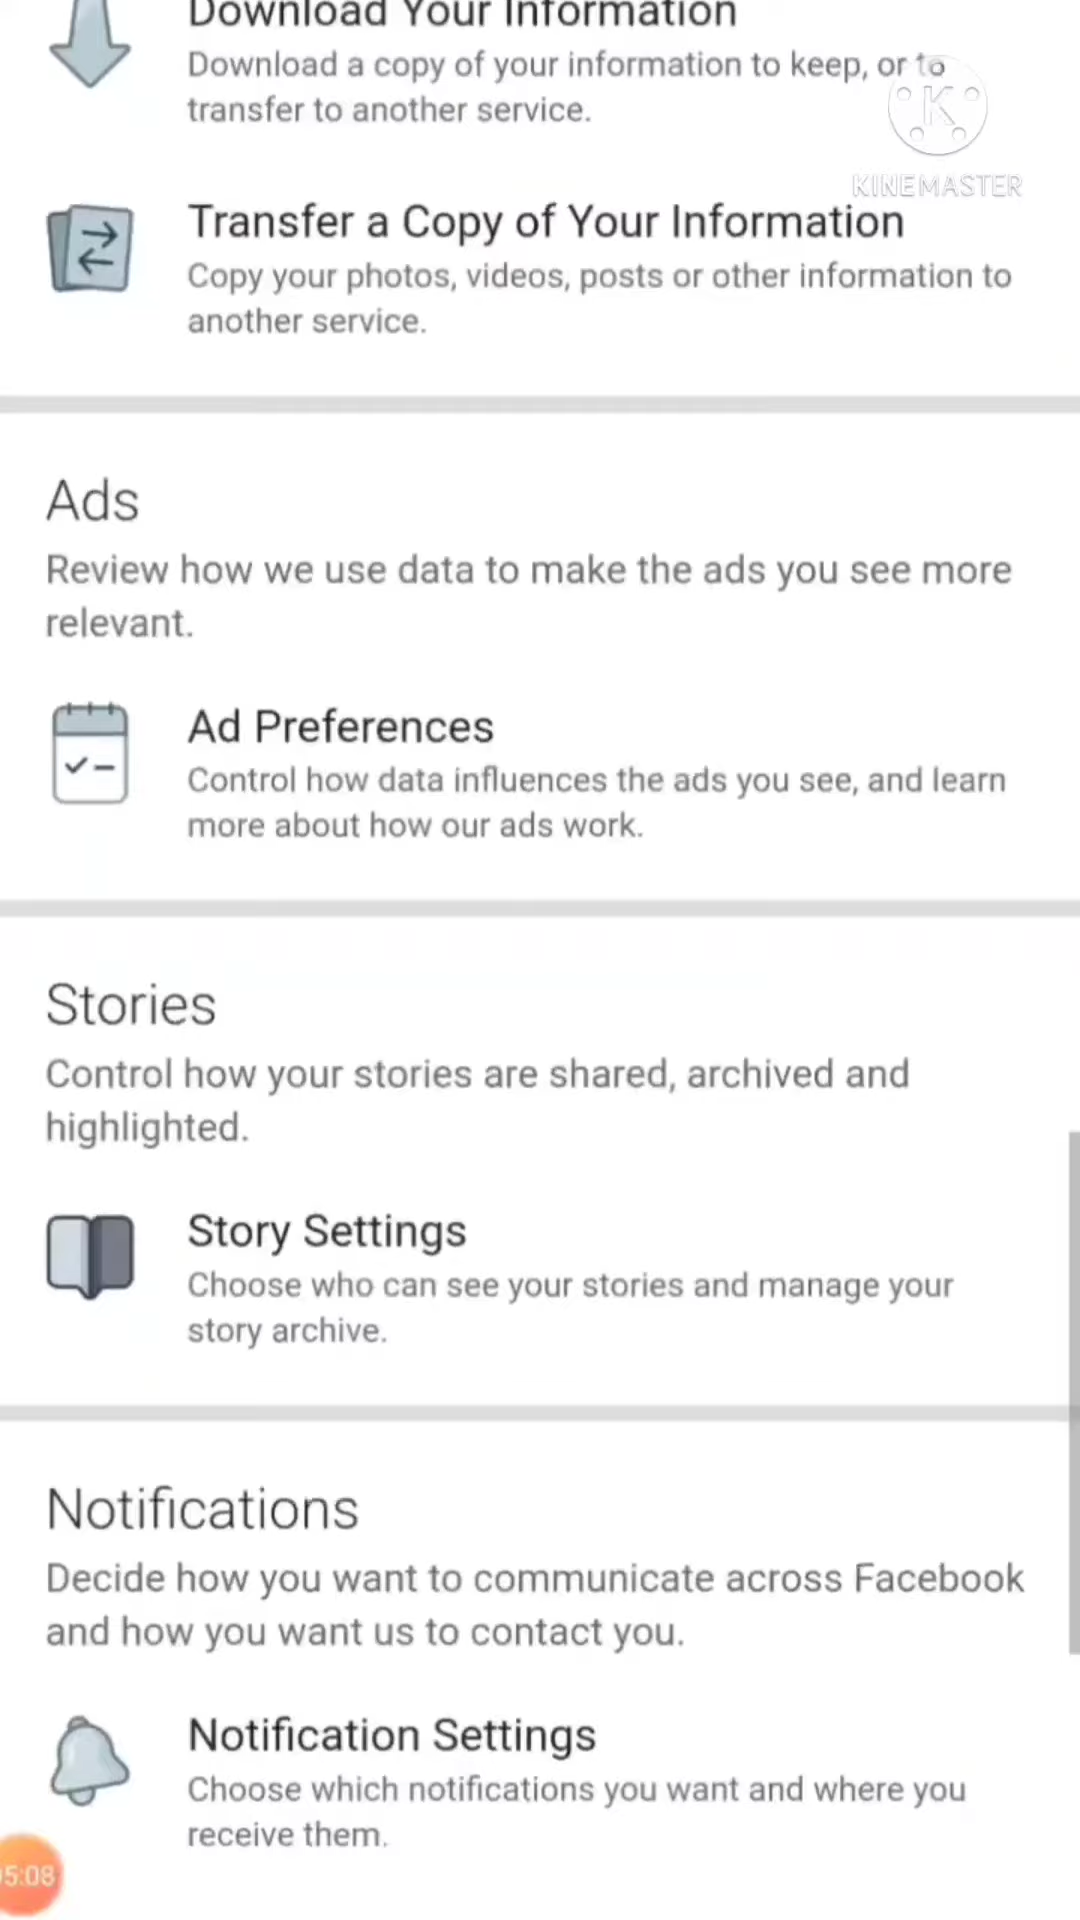 Download Your Information
Download a copy of your information to keep, or to
transfer to another service.
KINEMASTER
Transfer a Copy of Your Information
Copy your photos, videos, posts or other information to
another service.
Ads
Review how we use data to make the ads you see more
relevant.
Ad Preferences
Control how data influences the ads you see, and learn
more about how our ads work.
Stories
Control how your stories are shared, archived and
highlighted.
Story Settings
Choose who can see your stories and manage your
story archive.
Notifications
Decide how you want to communicate across Facebook
and how you want us to contact you.
Notification Settings
Choose which notifications you want and where you
receive them.
05:08